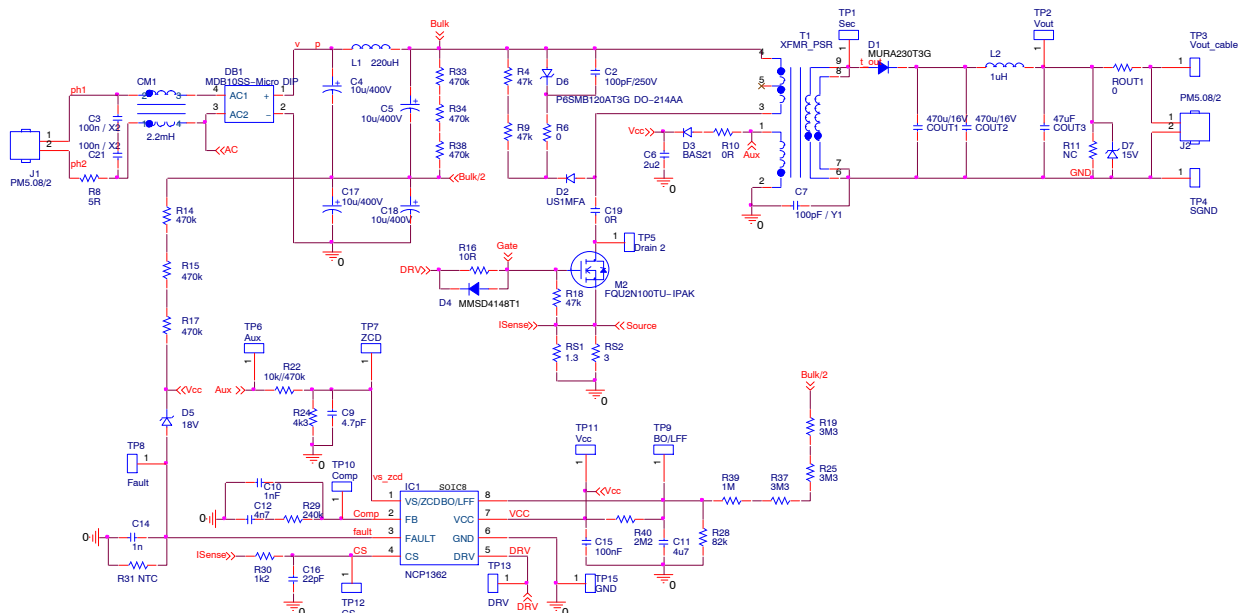 Bulk
TP1
Sec
TP2
Vout
TP3
Vout_cable
T1
XFMR_PSR
D1
MURA230T3G
v_p
L1 220uH
R33
470k
R4
47k
D6
C2
100pF/250V
P6SMB120AT3G DO-214AA
t_out
L2
1uH
ROUT1
0
PM5.08/2
J2
CM1
2.2mH
DB1
MDB10SS-Micro DIP
AC1
AC2
+
−
ph1
ph2
C3
100n / X2
100n / X2
C21
J1
PM5.08/2
R8
5R
AC
C4
10u/400V
C5
10u/400V
R34
470k
R38
470k
R9
47k
R6
0
Vcc
D3
BAS21
R10
0R
Aux
C6
2u2
470u/16V
COUT1
470u/16V
COUT2
47uF
COUT3
R11
NC
D7
15V
GND
TP4
SGND
Bulk/2
D2
US1MFA
C17
10u/400V
C18
10u/400V
C19
0R
C7
100pF / Y1
R14
470k
R15
470k
R17
470k
TP5
Drain 2
Gate
R16
10R
DRV
D4
MMSD4148T1
M2
FQU2N100TU-IPAK
R18
47k
ISense
Source
RS1
1.3
RS2
3
TP6
Aux
TP7
ZCD
R22
10k//470k
Vcc
Aux
R24
4k3
C9
4.7pF
D5
18V
TP8
Fault
Bulk/2
R19
3M3
R25
3M3
R37
3M3
R39
1M
TP11
Vcc
TP9
BO/LFF
TP10
Comp
C10
1nF
C12
4n7
R29
240k
vs_zcd
IC1
SOIC8
VS/ZCD
BO/LFF
FB
VCC
FAULT
GND
CS
DRV
NCP1362
Comp
fault
CS
Vcc
VCC
DRV
C14
1n
R31 NTC
ISense
R30
1k2
C16
22pF
TP12
CS
TP13
DRV
DRV
TP15
GND
C15
100nF
R40
2M2
C11
4u7
R28
82k